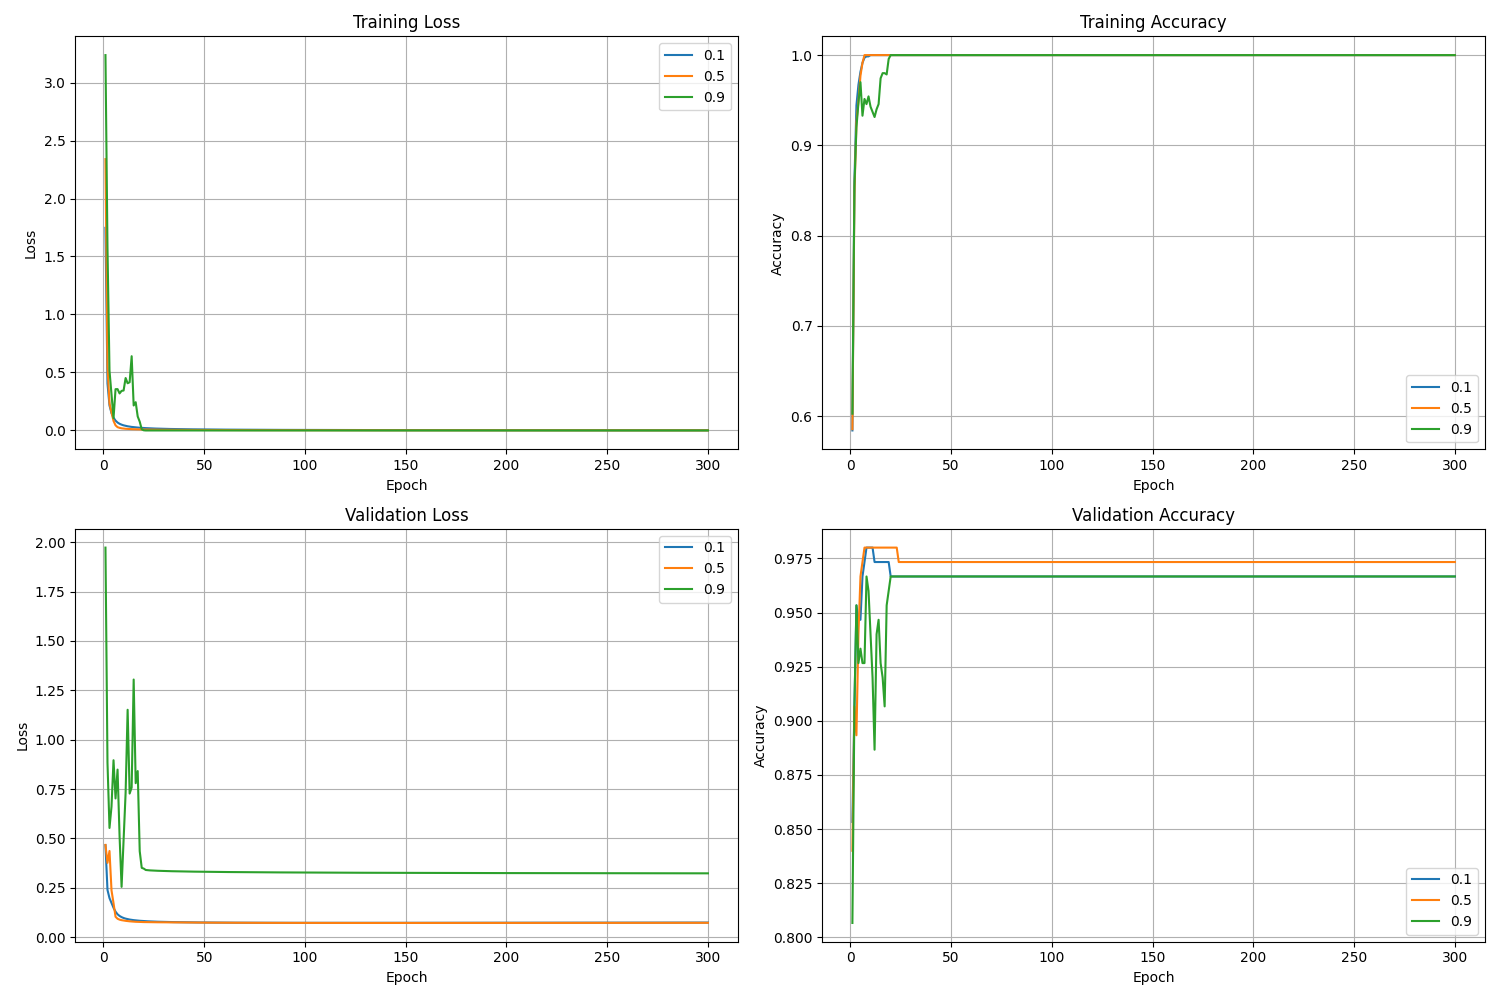 Training Loss
Loss
3.0
2.5
2.0
1.5
1.0
0.5
0.0
0 50 100 150 200 250 300
Epoch
0.1
0.5
0.9
Training Accuracy
Accuracy
1.0
0.9
0.8
0.7
0.6
0 50 100 150 200 250 300
Epoch
0.1
0.5
0.9
Validation Loss
Loss
2.00
1.75
1.50
1.25
1.00
0.75
0.50
0.25
0.00
0 50 100 150 200 250 300
Epoch
0.1
0.5
0.9
Validation Accuracy
Accuracy
0.975
0.950
0.925
0.900
0.875
0.850
0.825
0.800
0 50 100 150 200 250 300
Epoch
0.1
0.5
0.9